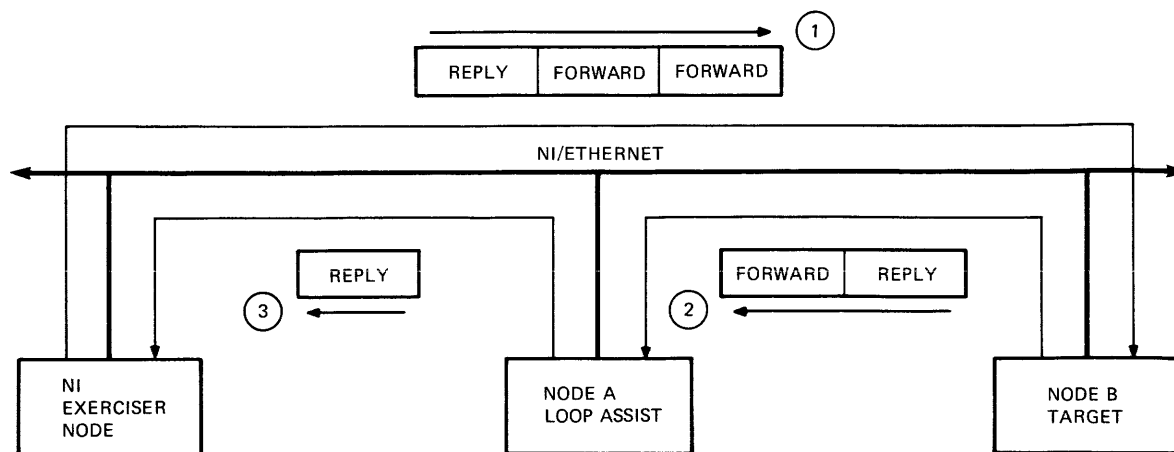 1
REPLY FORWARD FORWARD
NI/ETHERNET
REPLY
3
FORWARD REPLY
2
NI
EXERCISER
NODE
NODE A
LOOP ASSIST
NODE B
TARGET